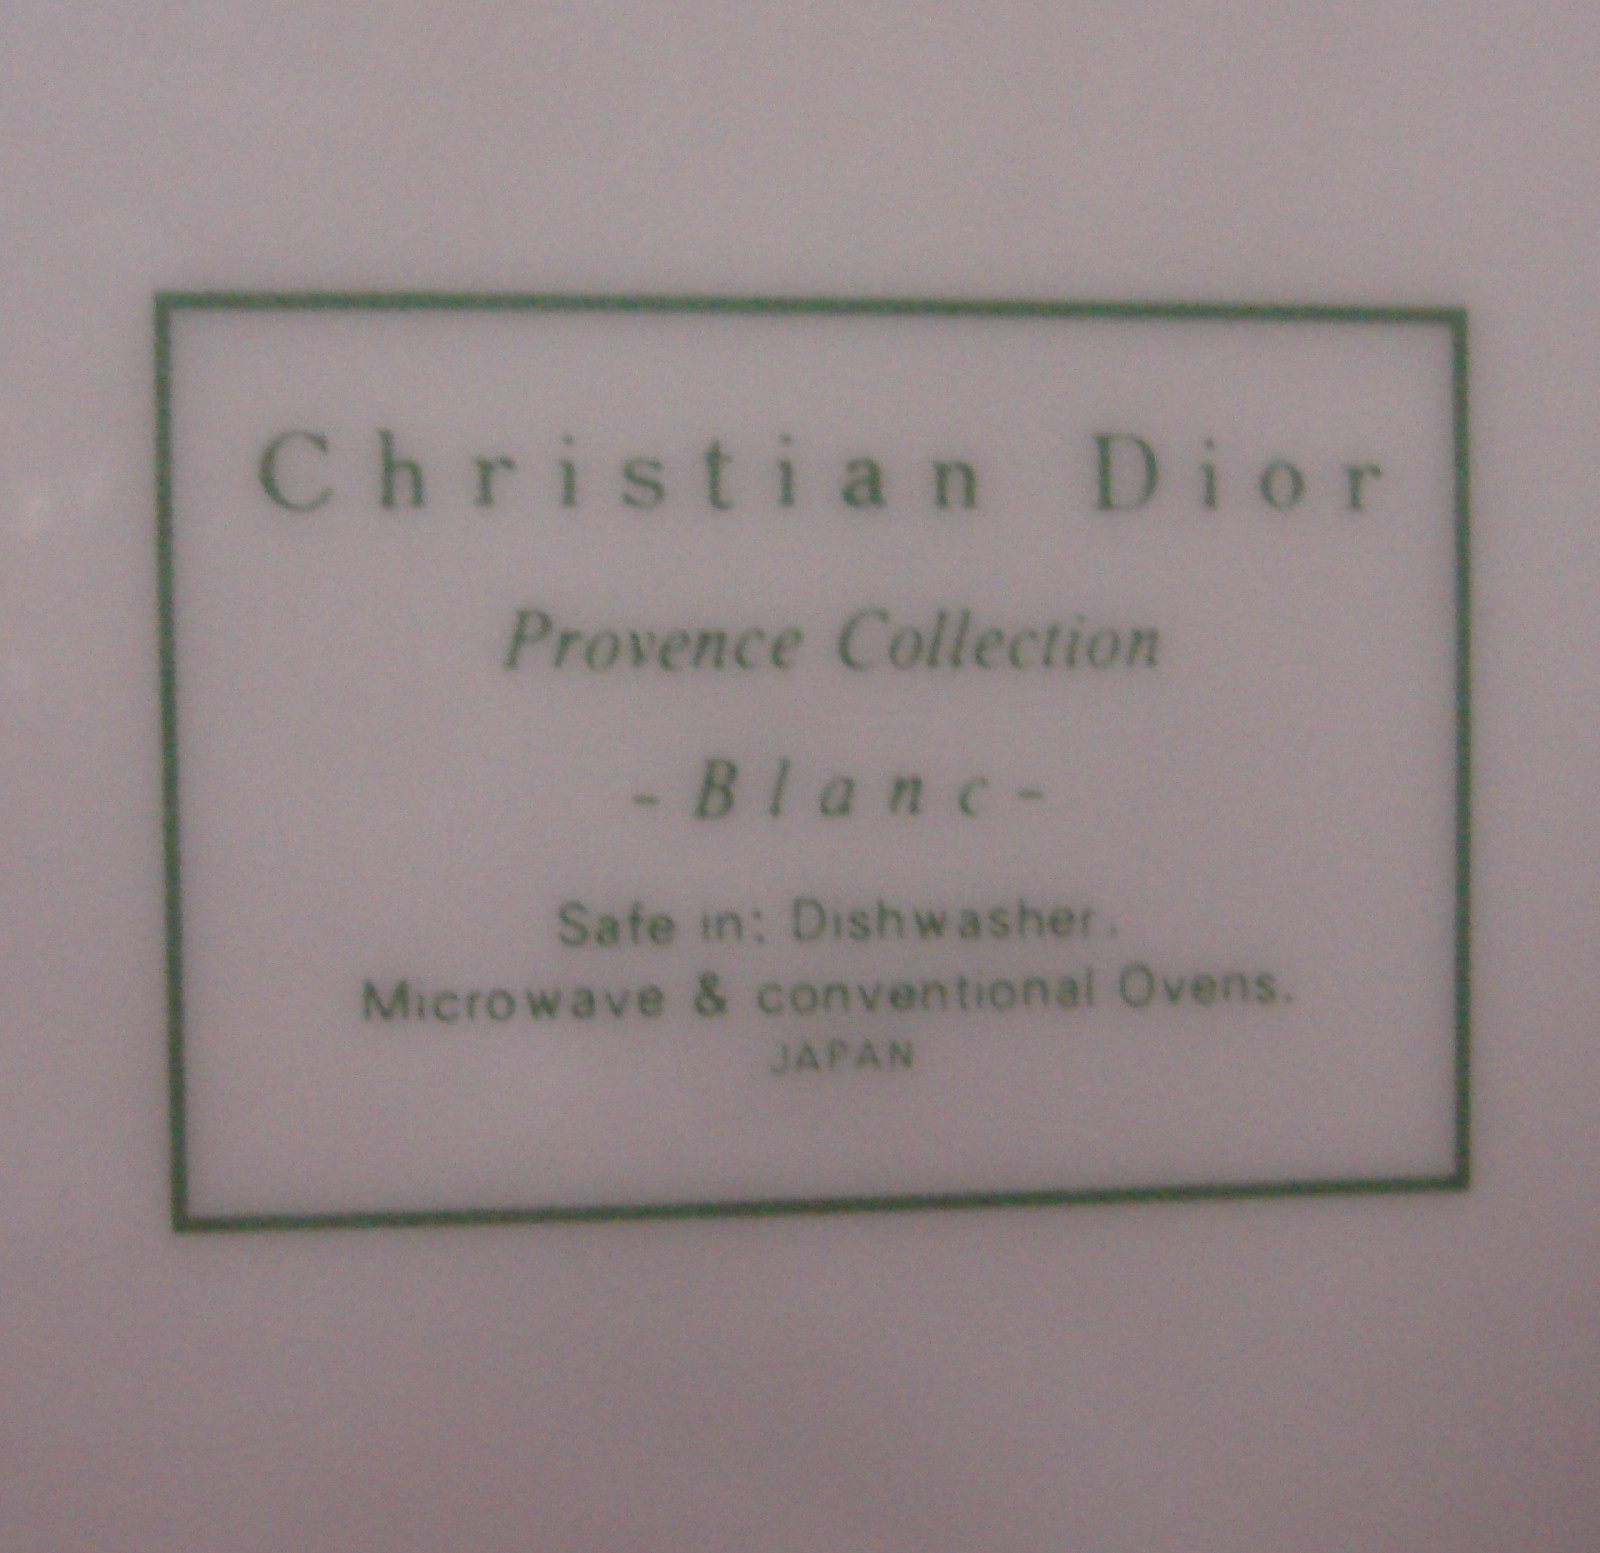 Christian Dior
Provence Collection
-Blanc-
Safe in: Dishwasher.
Microwave & conventional Ovens.
JAPAN